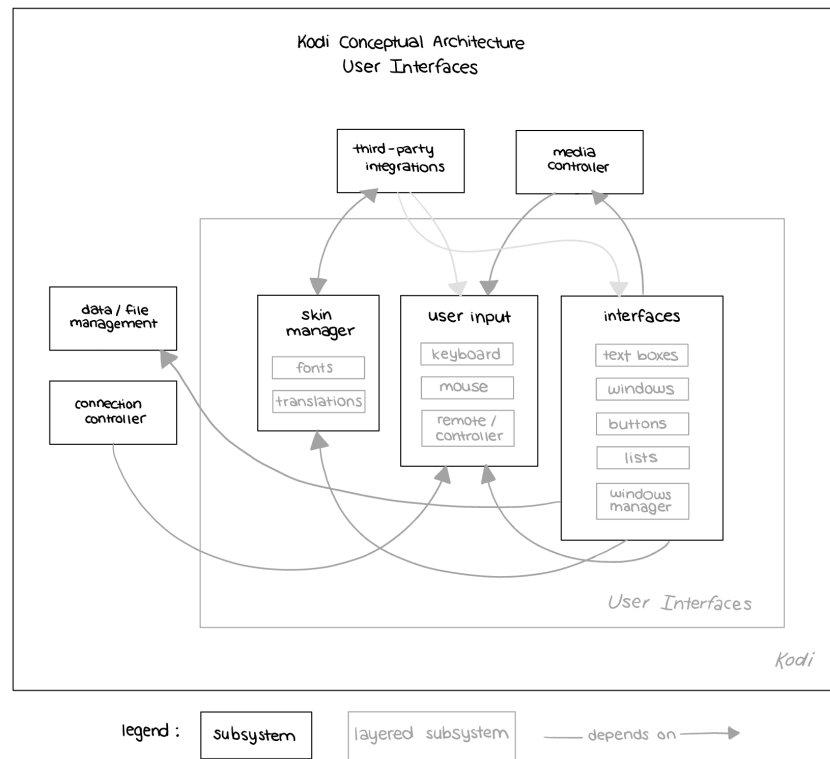 Kodi Conceptual Architecture
User Interfaces
third-party
integrations
media
controller
data / file
management
connection
controller
skin
manager
fonts
translations
user input
keyboard
mouse
remote /
controller
interfaces
text boxes
windows
buttons
lists
windows
manager
User Interfaces
Kodi
legend :
subsystem
layered subsystem
depends on